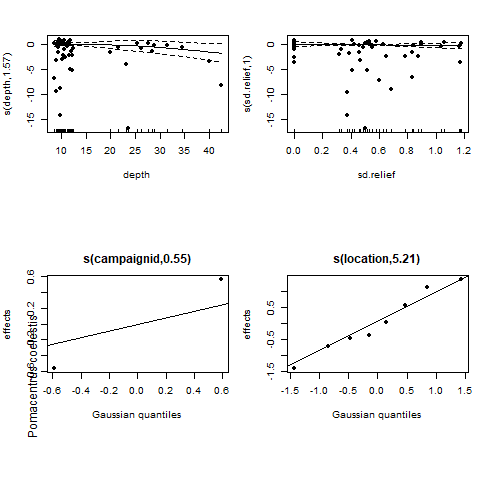 s(depth,1.57)
0
-5
-10
-15
10 15 20 25 30 35 40
depth
s(sd.relief,1)
0
-5
-10
-15
0.0 0.2 0.4 0.6 0.8 1.0 1.2
sd.relief
s(campaignid,0.55)
effects
0.6
0.2
-0.6 -0.4 -0.2 0.0 0.2 0.4 0.6
Gaussian quantiles
Pomacentrus coelestis
s(location,5.21)
effects
1.5
0.5
-0.5
-1.5
-1.5 -1.0 -0.5 0.0 0.5 1.0 1.5
Gaussian quantiles